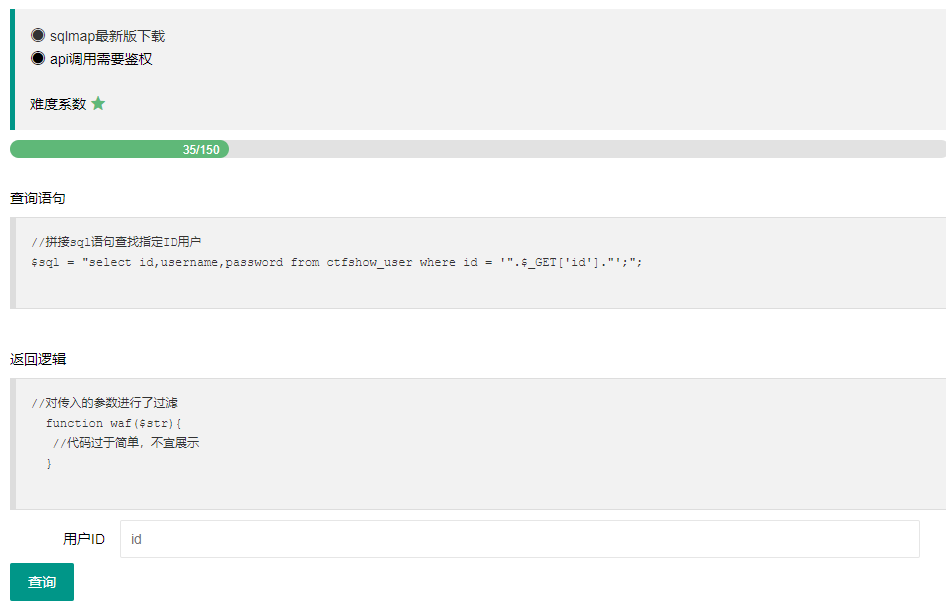 sqlmap最新版下载
api调用需要鉴权
难度系数
35/150
查询语句
//拼接sql语句查找指定ID用户
$sql = "select id,username,password from ctfshow_user where id = '".$_GET['id']."';";
返回逻辑
//对传入的参数进行了过滤
function waf($str){
//代码过于简单，不宜展示
}
用户ID
id
查询